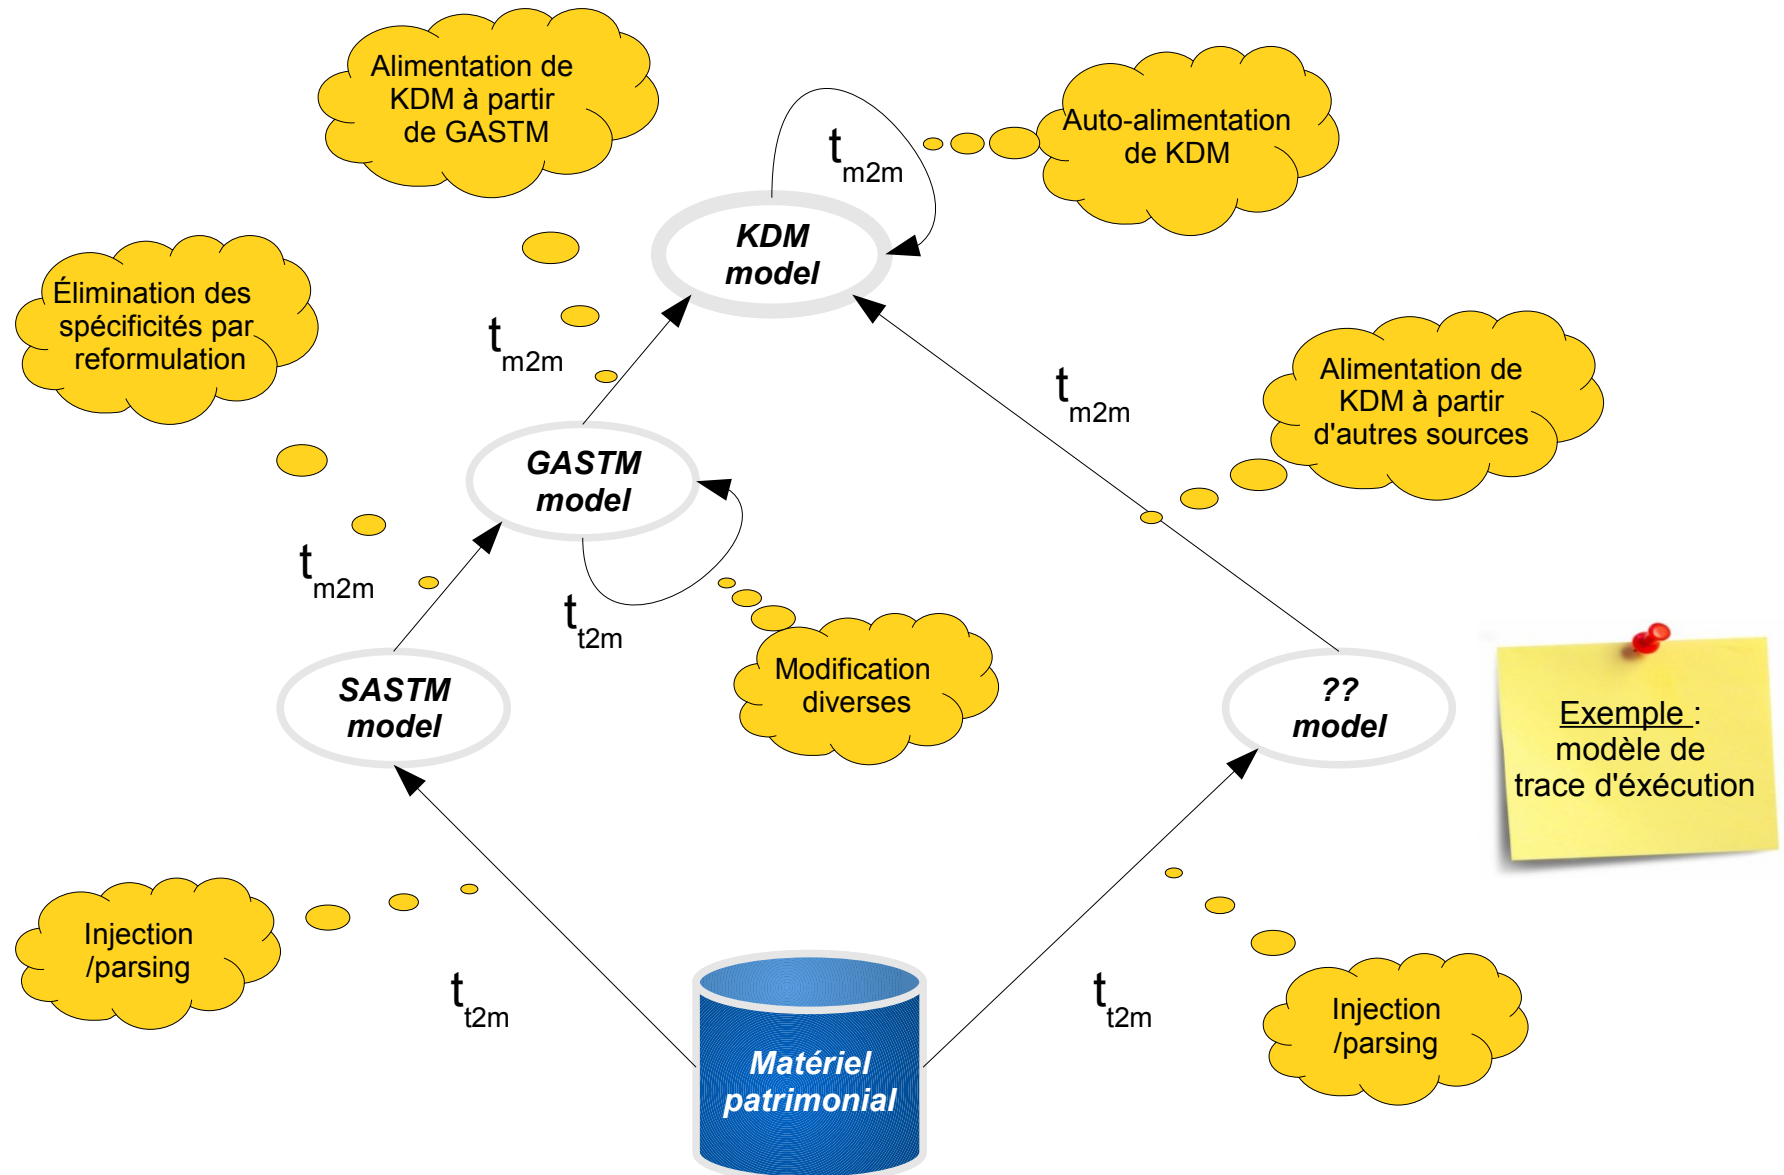 Alimentation de
KDM à partir
de GASTM
Auto-alimentation
de KDM
t
m2m
KDM
model
Élimination des
spécificités par
reformulation
t
m2m
Alimentation de
KDM à partir
d'autres sources
t
m2m
GASTM
model
t
m2m
t
t2m
Modification
diverses
SASTM
model
??
model
Exemple :
modèle de
trace d'éxécution
Injection
/parsing
t
t2m
t
t2m
Injection
/parsing
Matériel
patrimonial